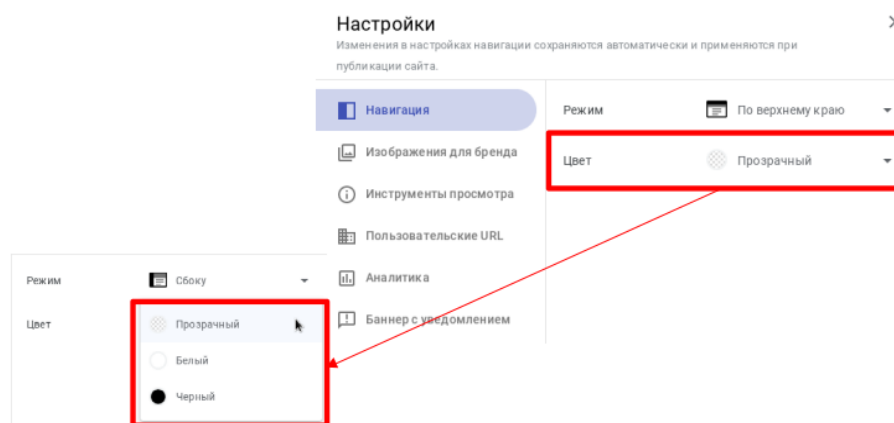 Настройки
Изменения в настройках навигации сохраняются автоматически и применяются при
публикации сайта.
Навигация
Режим
По верхнему краю
Изображения для бренда
Цвет
Прозрачный
Инструменты просмотра
Пользовательские URL
Аналитика
Баннер с уведомлением
Режим
Сбоку
Цвет
Прозрачный
Белый
Черный